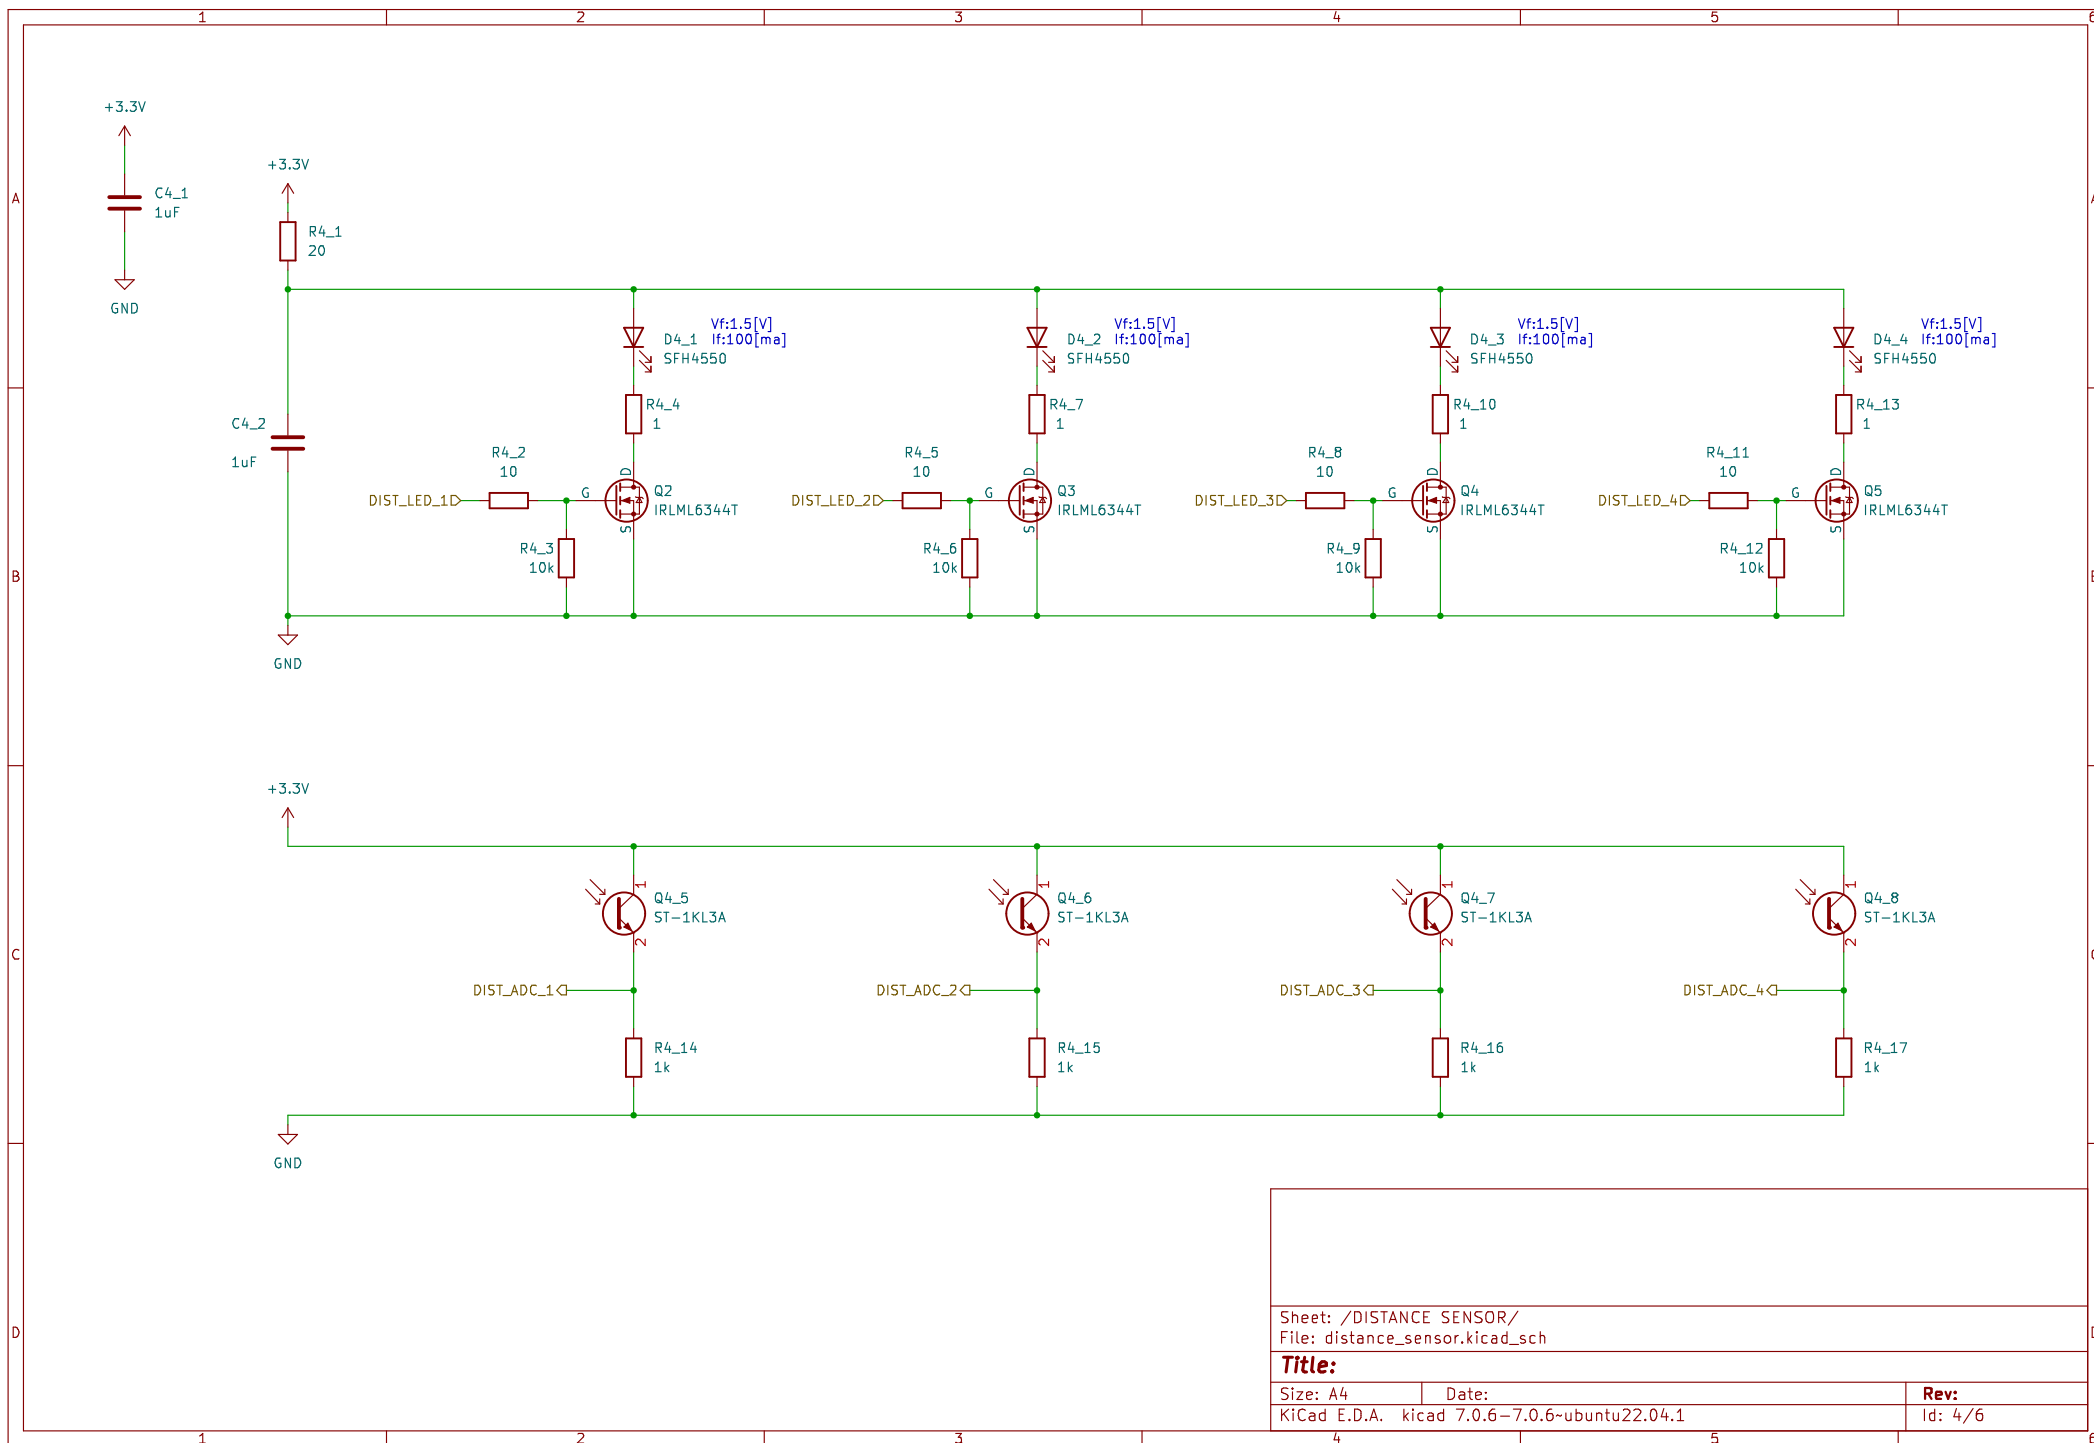 1 2 3 4 5 6
A
B
C
D
+3.3V
C4_1
1uF
GND
+3.3V
R4_1
20
C4_2
1uF
GND
Vf:1.5[V]
If:100[ma]
D4_1
SFH4550
R4_4
1
R4_2
10
DIST_LED_1
G
D
S
Q2
IRLML6344T
R4_3
10k
Vf:1.5[V]
If:100[ma]
D4_2
SFH4550
R4_7
1
R4_5
10
DIST_LED_2
G
D
S
Q3
IRLML6344T
R4_6
10k
Vf:1.5[V]
If:100[ma]
D4_3
SFH4550
R4_10
1
R4_8
10
DIST_LED_3
G
D
S
Q4
IRLML6344T
R4_9
10k
Vf:1.5[V]
If:100[ma]
D4_4
SFH4550
R4_13
1
R4_11
10
DIST_LED_4
G
D
S
Q5
IRLML6344T
R4_12
10k
+3.3V
1
Q4_5
ST-1KL3A
2
DIST_ADC_1
R4_14
1k
1
Q4_6
ST-1KL3A
2
DIST_ADC_2
R4_15
1k
1
Q4_7
ST-1KL3A
2
DIST_ADC_3
R4_16
1k
1
Q4_8
ST-1KL3A
2
DIST_ADC_4
R4_17
1k
GND
Sheet: /DISTANCE SENSOR/
File: distance_sensor.kicad_sch
Title:
Size: A4 Date: Rev:
KiCad E.D.A. kicad 7.0.6-7.0.6~ubuntu22.04.1 Id: 4/6
1 2 3 4 5 6